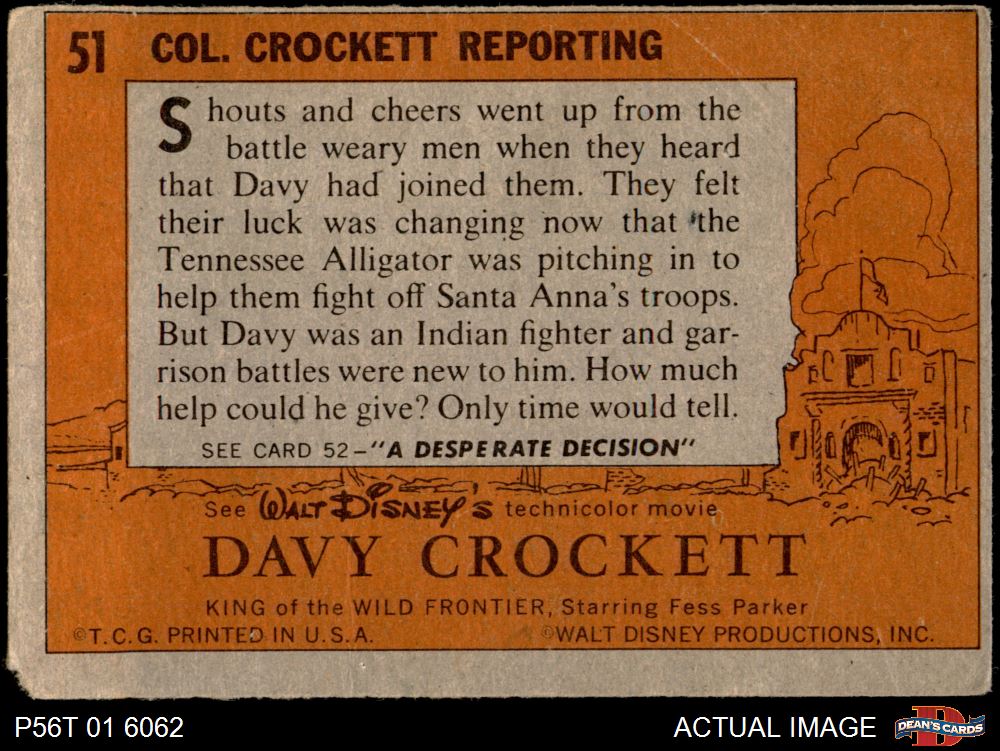 51 COL. CROCKETT REPORTING
Shouts and cheers went up from the
battle weary men when they heard
that Davy had joined them. They felt
their luck was changing now that the
Tennessee Alligator was pitching in to
help them fight off Santa Anna's troops.
But Davy was an Indian fighter and gar-
rison battles were new to him. How much
help could he give? Only time would tell.
SEE CARD 52-"A DESPERATE DECISION"
See WALT DISNEY'S technicolor movie
DAVY CROCKETT
KING of the WILD FRONTIER, Starring Fess Parker
©T.C.G. PRINTED IN U.S.A. ©WALT DISNEY PRODUCTIONS, INC.
P56T 01 6062 ACTUAL IMAGE DEAN'S CARDS